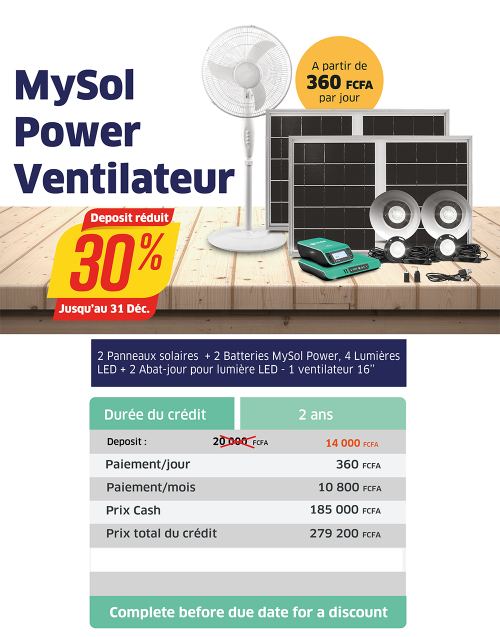 MySol
Power
Ventilateur
A partir de
360 FCFA
par jour
Deposit réduit
30%
Jusqu'au 31 Déc.
2 Panneaux solaires + 2 Batteries MySol Power, 4 Lumières
LED + 2 Abat-jour pour lumière LED - 1 ventilateur 16’’
Durée du crédit 2 ans
Deposit : 20 000 FCFA 14 000 FCFA
Paiement/jour 360 FCFA
Paiement/mois 10 800 FCFA
Prix Cash 185 000 FCFA
Prix total du crédit 279 200 FCFA
Complete before due date for a discount